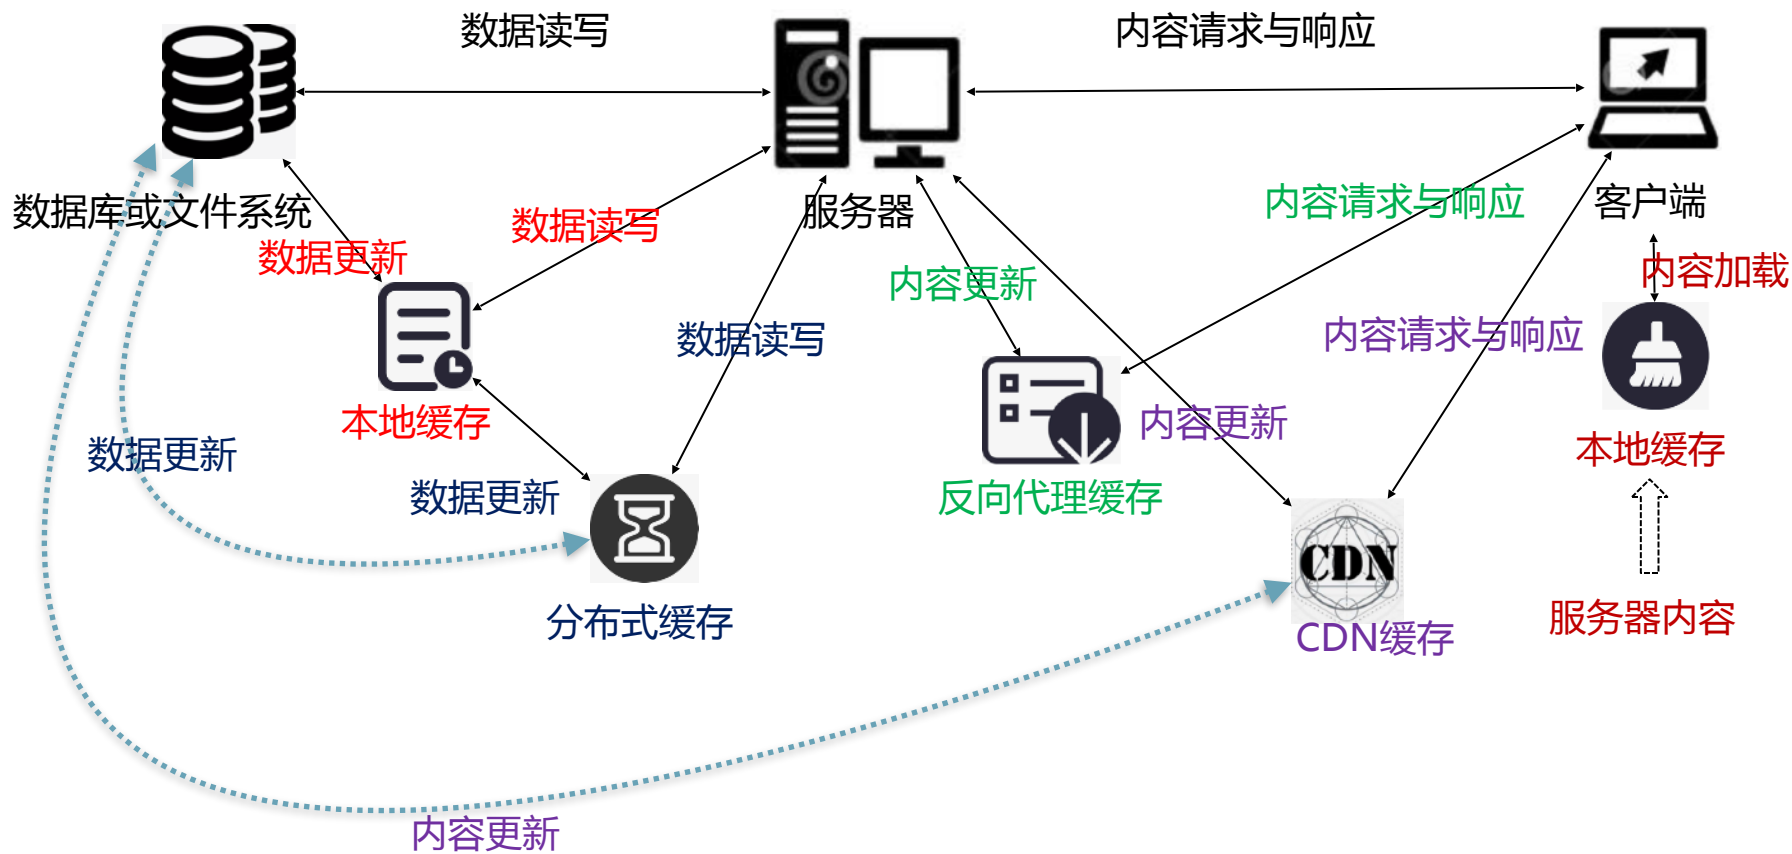 数据读写
内容请求与响应
数据库或文件系统
服务器
客户端
数据更新
数据读写
内容更新
内容请求与响应
内容加载
数据读写
内容请求与响应
本地缓存
内容更新
本地缓存
数据更新
数据更新
反向代理缓存
CDN
分布式缓存
CDN缓存
服务器内容
内容更新